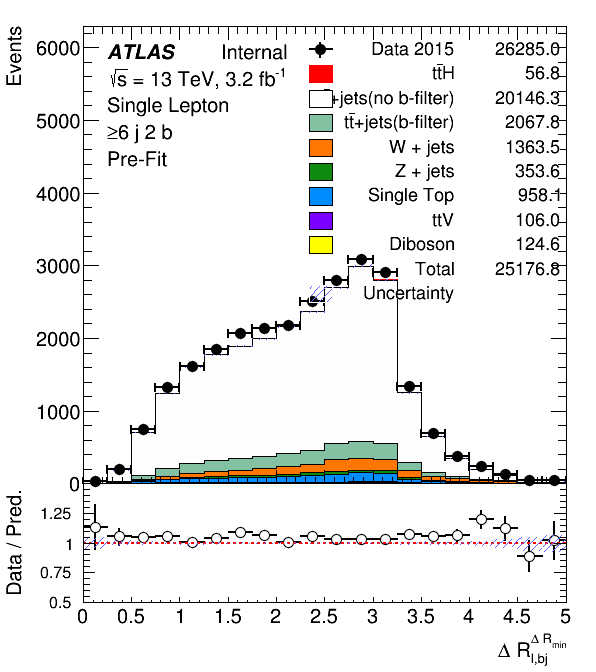 Events
6000
5000
4000
3000
2000
1000
0
ATLAS Internal
√s = 13 TeV, 3.2 fb⁻¹
Single Lepton
≥6 j 2 b
Pre-Fit
Data 2015 26285.0
tt̄H 56.8
+jets(no b-filter) 20146.3
tt̄+jets(b-filter) 2067.8
W + jets 1363.5
Z + jets 353.6
Single Top 958.1
ttV 106.0
Diboson 124.6
Total 25176.8
Uncertainty
Data / Pred.
1.25
1
0.75
0.5
0 0.5 1 1.5 2 2.5 3 3.5 4 4.5 5
Δ R_{l,bj}^{Δ R_{min}}